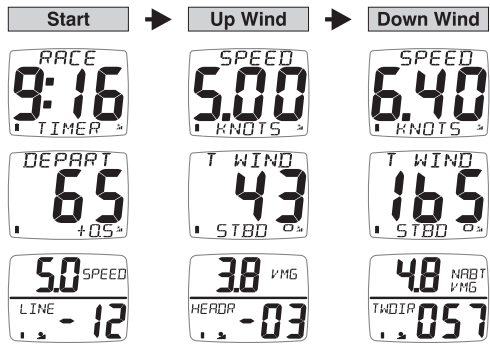 Start
Up Wind
Down Wind
RACE
9:16
TIMER
SPEED
5.00
KNOTS
SPEED
6.40
KNOTS
DEPART
65
+0.5
T WIND
43
STBD °
T WIND
165
STBD °
5.0 SPEED
LINE
-12
3.8 VMG
HEADR
-03
4.8 NABT
VMG
TWDIR
057